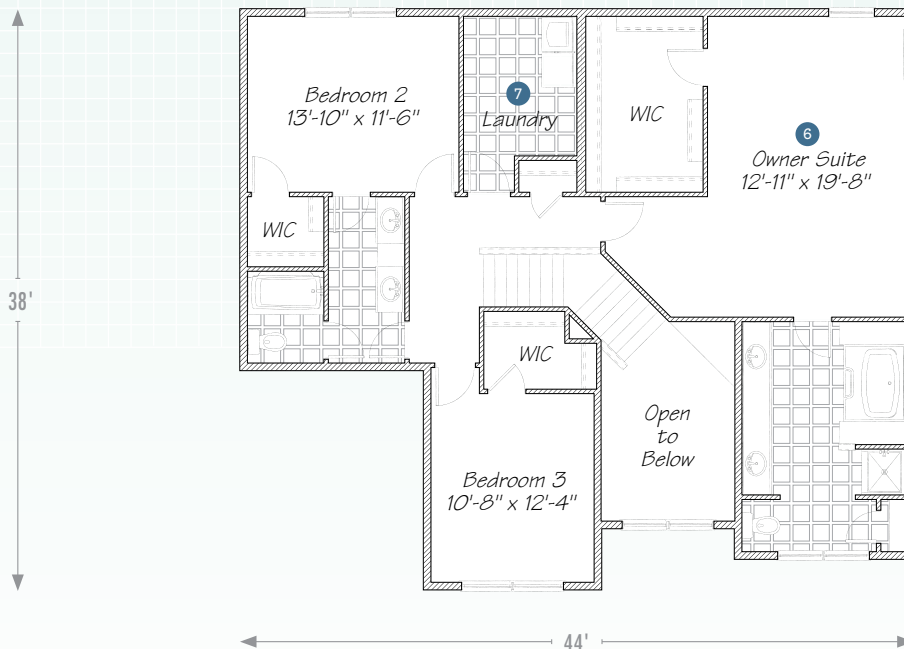 Bedroom 2
13'-10" x 11'-6"
7
Laundry
WIC
6
Owner Suite
12'-11" x 19'-8"
WIC
38'
WIC
Open
to
Below
Bedroom 3
10'-8" x 12'-4"
44'